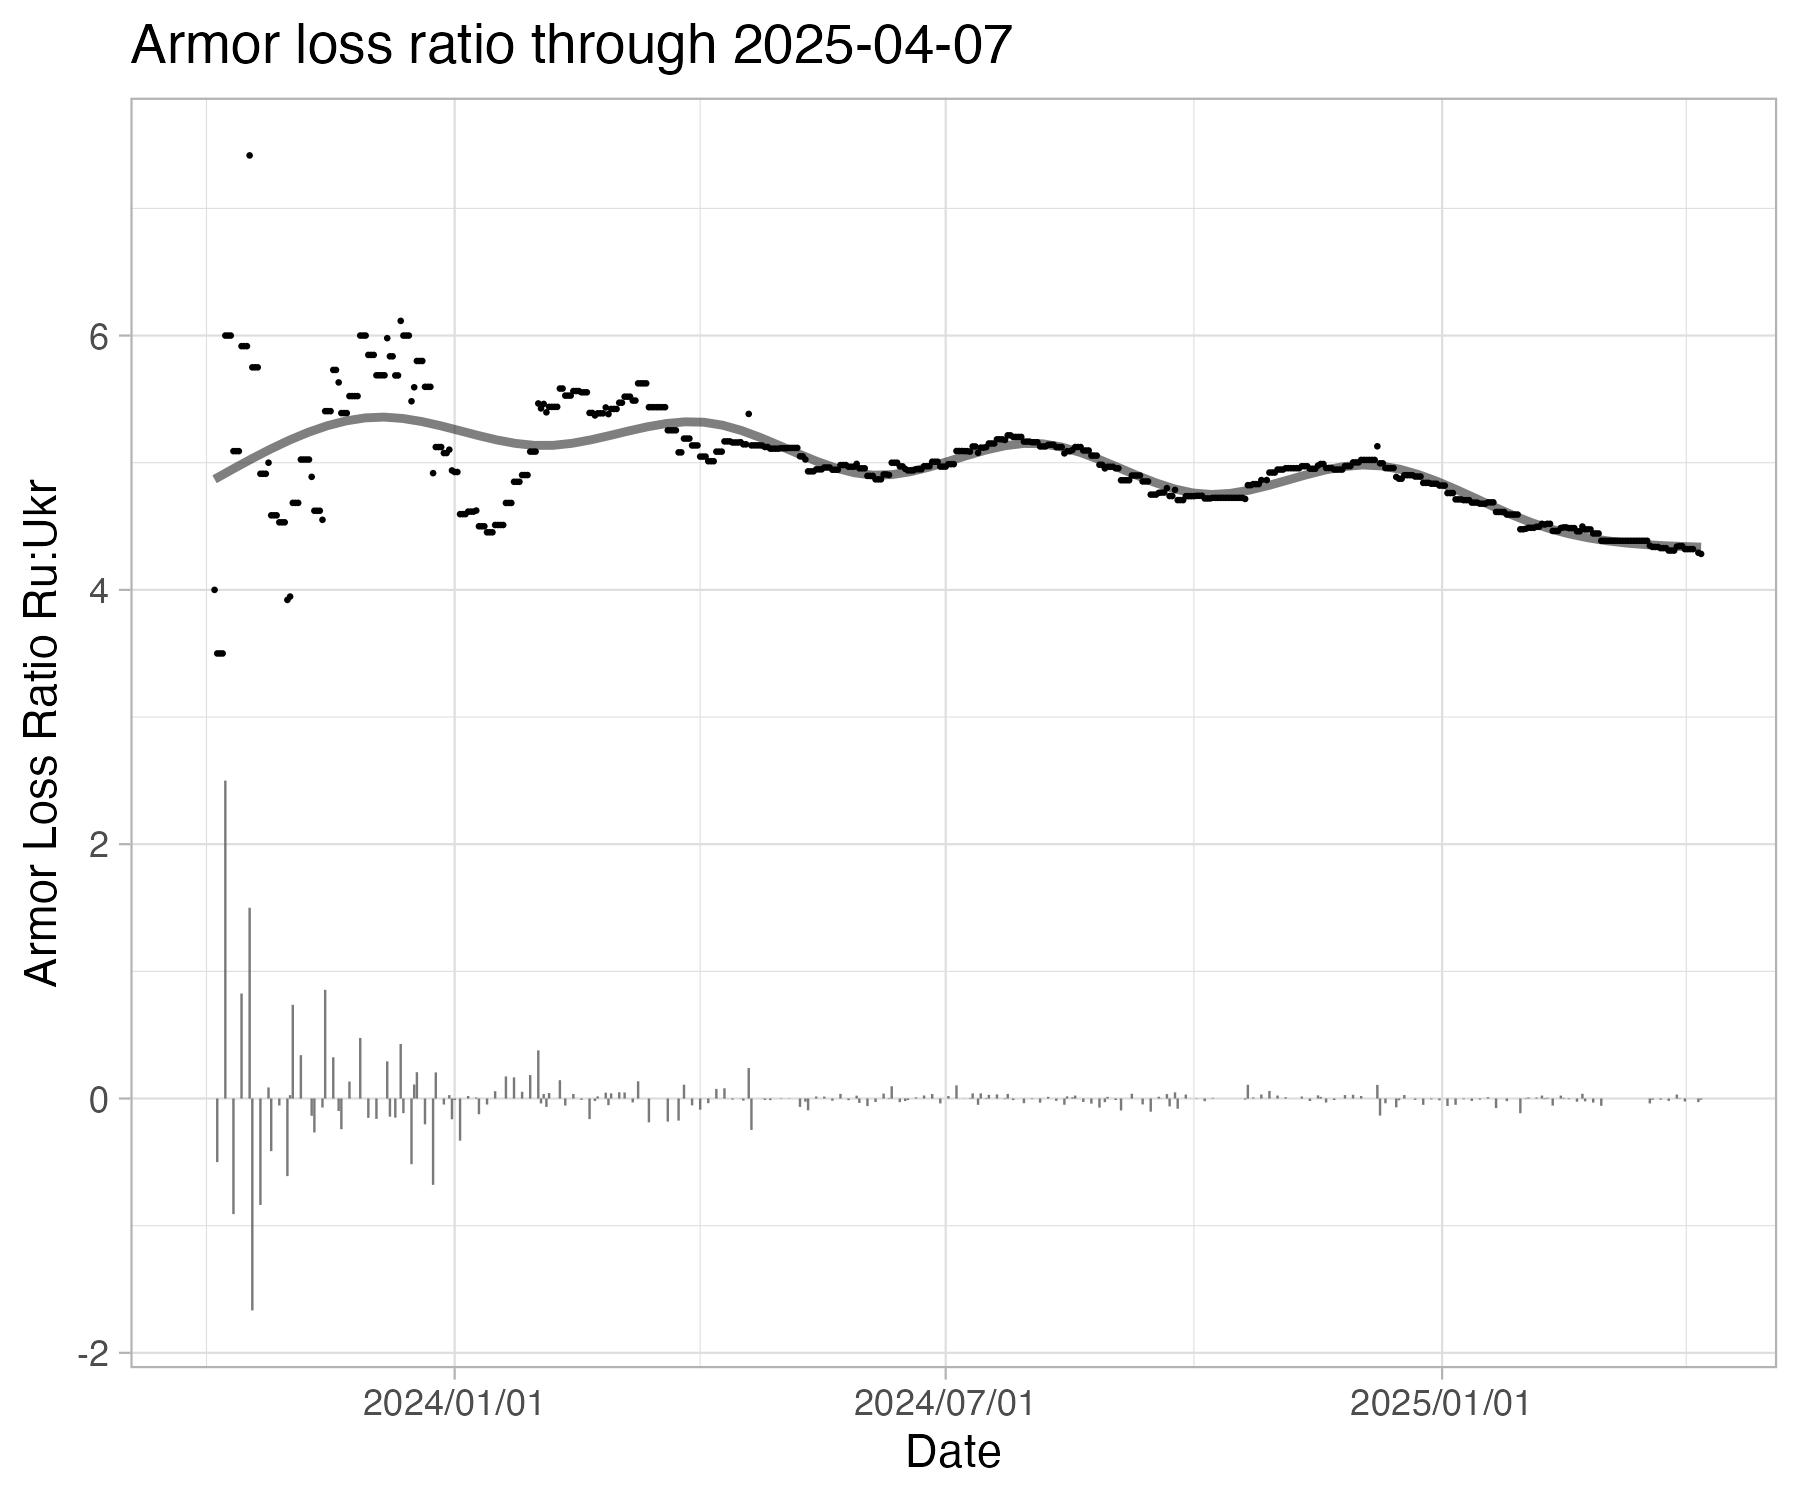 Armor loss ratio through 2025-04-07
Armor Loss Ratio Ru:Ukr
6
4
2
0
-2
2024/01/01
2024/07/01
2025/01/01
Date